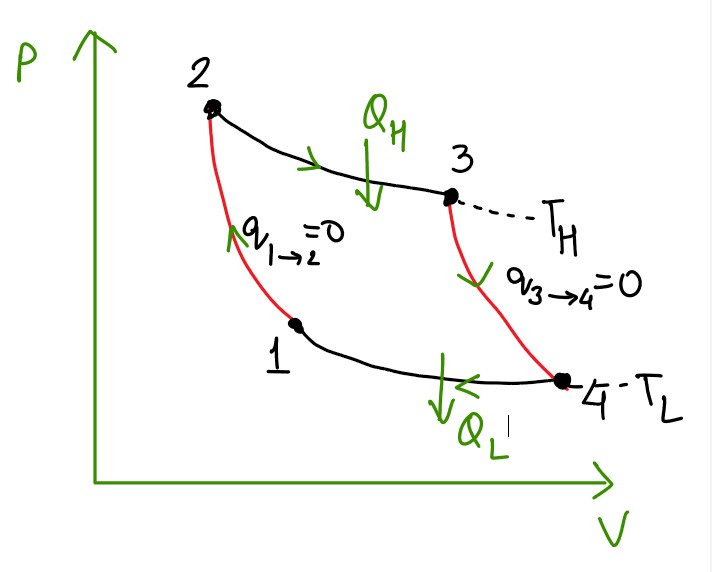 P
2
Q_H
3
T_H
q_1→2 =0
q_3→4 =0
1
4 - T_L
Q_L
V